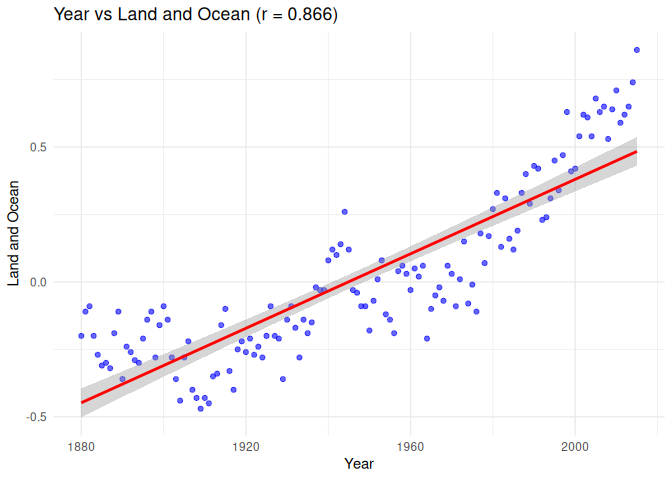 Year vs Land and Ocean (r = 0.866)
Land and Ocean
0.5
0.0
-0.5
1880 1920 1960 2000
Year